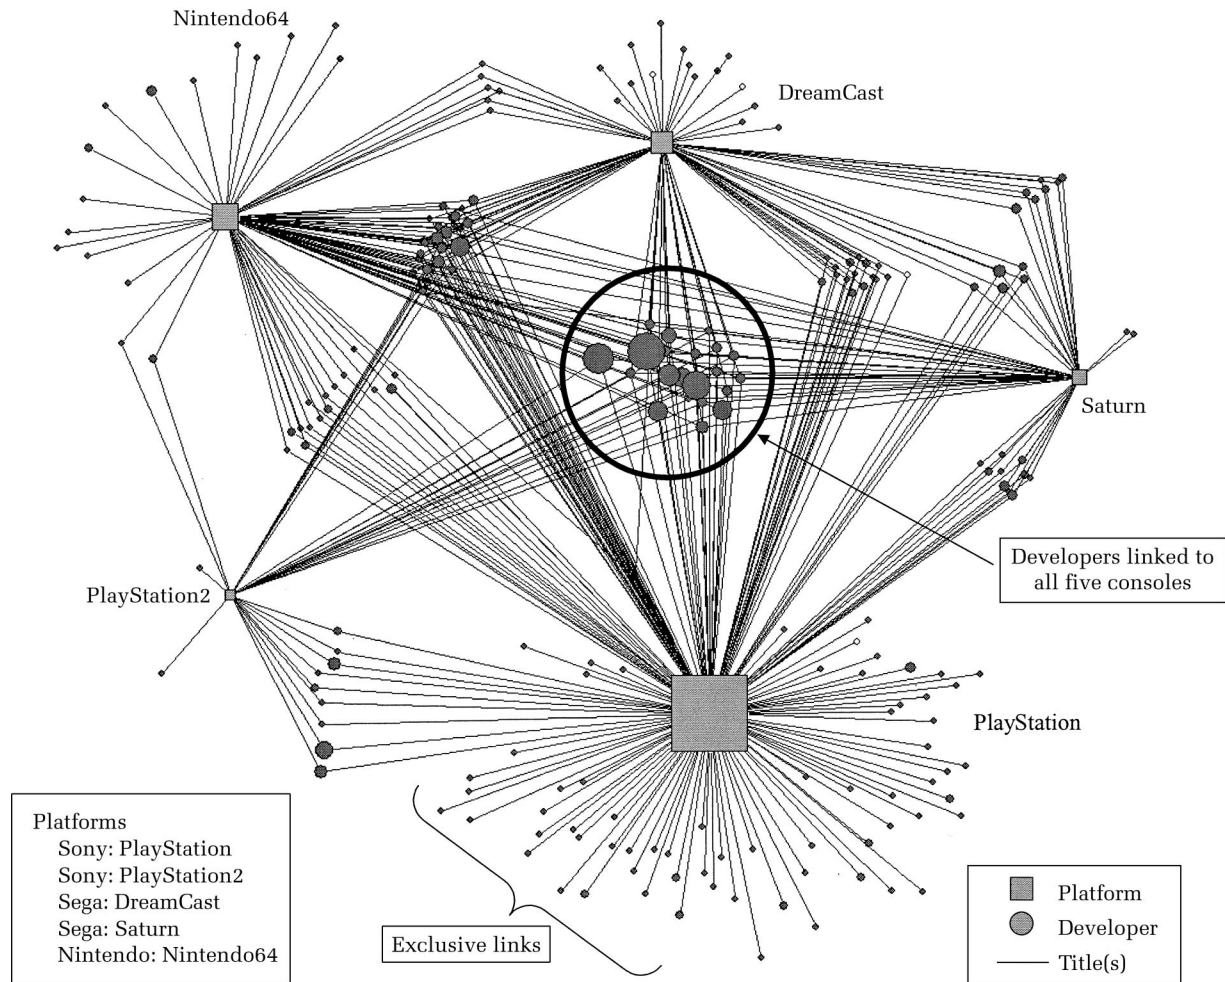 Nintendo64
DreamCast
Saturn
Developers linked to
all five consoles
PlayStation2
PlayStation
Platforms
Sony: PlayStation
Sony: PlayStation2
Sega: DreamCast
Sega: Saturn
Nintendo: Nintendo64
Exclusive links
Platform
Developer
Title(s)